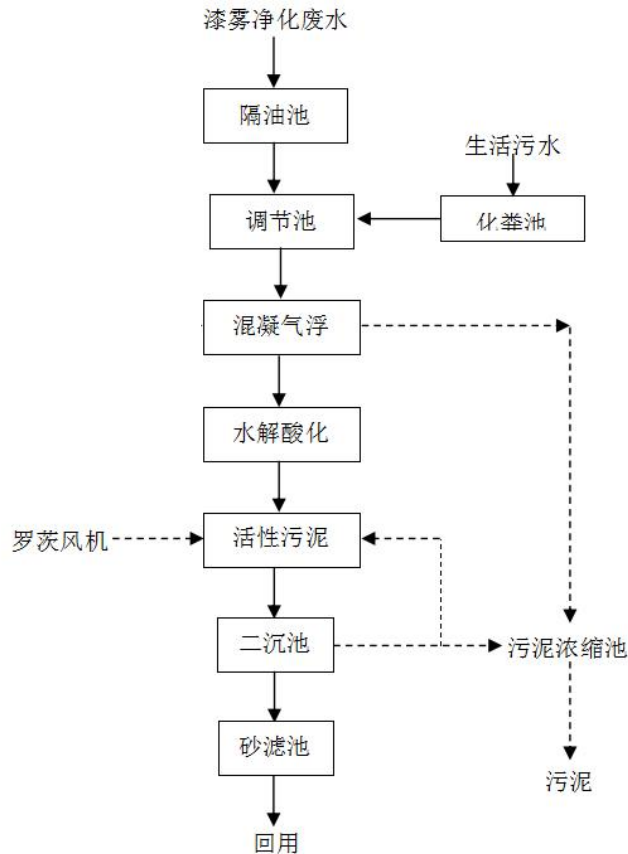 漆雾净化废水
隔油池
生活污水
调节池
化粪池
混凝气浮
水解酸化
罗茨风机
活性污泥
二沉池
污泥浓缩池
砂滤池
污泥
回用